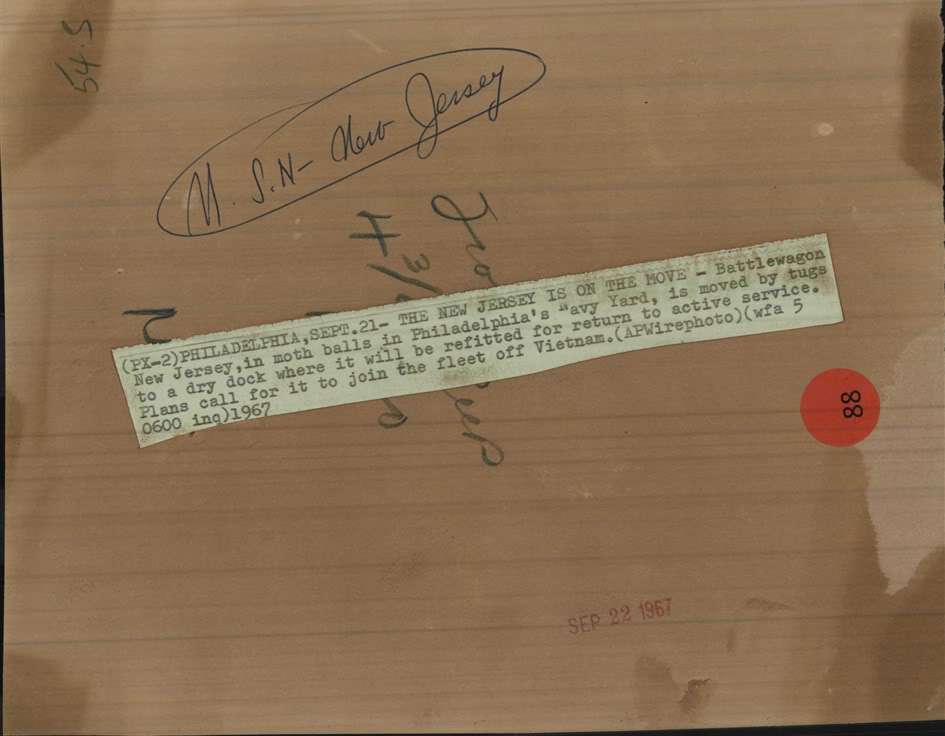 54.5
U.S.N- New Jersey
(PX-2)PHILADELPHIA,SEPT.21- THE NEW JERSEY IS ON THE MOVE - Battlewagon
New Jersey,in moth balls in Philadelphia's Navy Yard, is moved by tugs
to a dry dock where it will be refitted for return to active service.
Plans call for it to join the fleet off Vietnam.(APWirephoto)(wfa 5
0600 inq)1967
88
SEP 22 1967